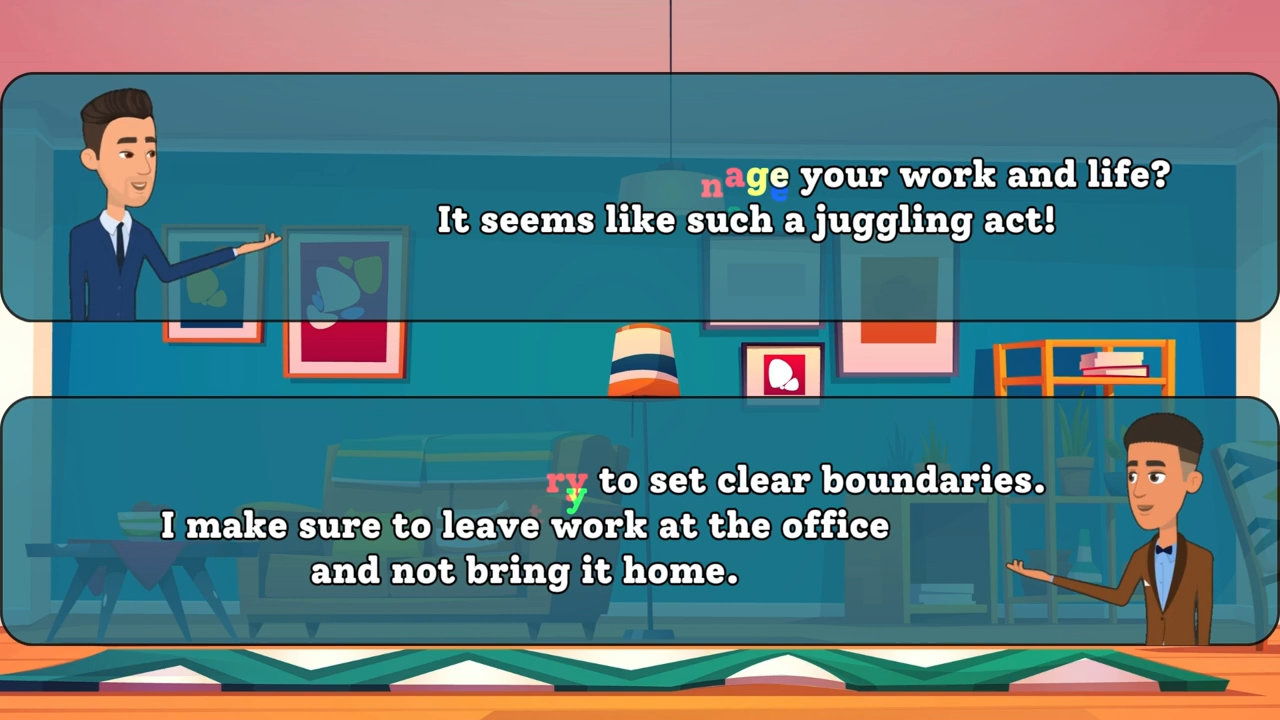 nage your work and life?
It seems like such a juggling act!
ry to set clear boundaries.
I make sure to leave work at the office
and not bring it home.